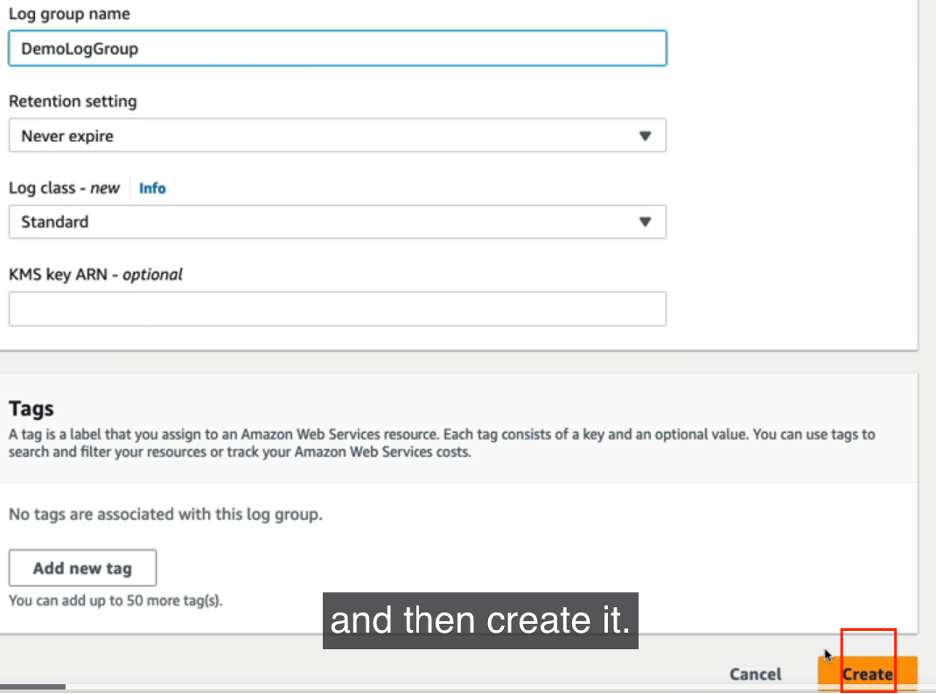 Log group name
DemoLogGroup
Retention setting
Never expire
Log class - new Info
Standard
KMS key ARN - optional
Tags
A tag is a label that you assign to an Amazon Web Services resource. Each tag consists of a key and an optional value. You can use tags to
search and filter your resources or track your Amazon Web Services costs.
No tags are associated with this log group.
Add new tag
You can add up to 50 more tag(s).
and then create it.
Cancel Create